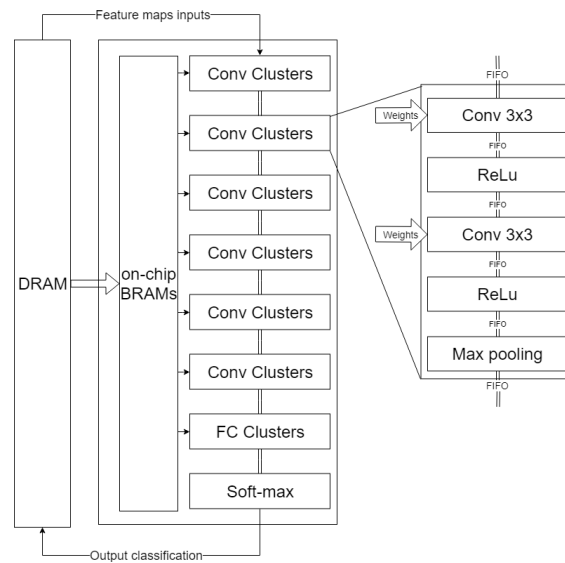 Feature maps inputs
DRAM
on-chip
BRAMs
Conv Clusters
Conv Clusters
Conv Clusters
Conv Clusters
Conv Clusters
Conv Clusters
FC Clusters
Soft-max
Output classification
FIFO
Weights
Conv 3x3
FIFO
ReLu
FIFO
Weights
Conv 3x3
FIFO
ReLu
FIFO
Max pooling
FIFO